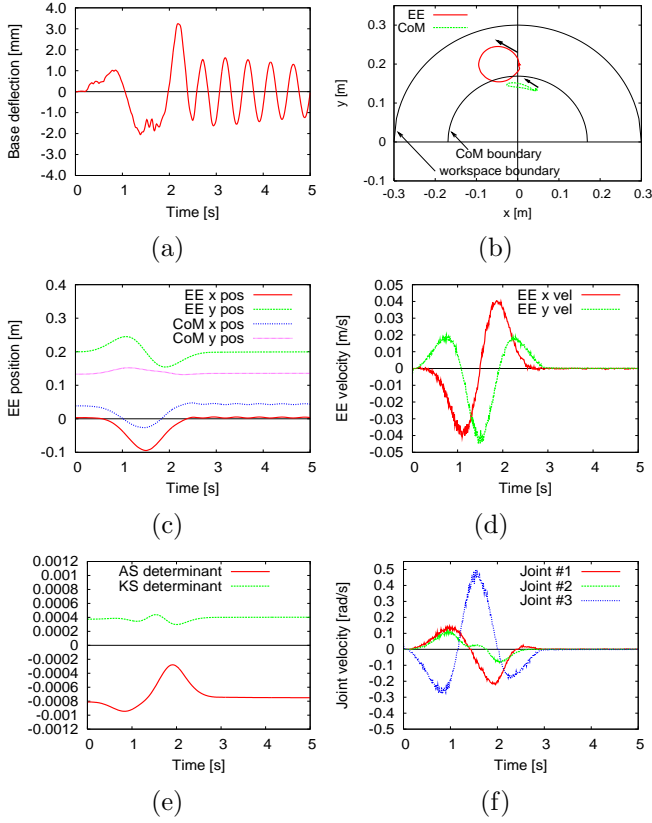 4.0
3.0
2.0
1.0
0
-1.0
-2.0
-3.0
-4.0
Base deflection [mm]
0 1 2 3 4 5
Time [s]
(a)
EE
CoM
0.3
0.2
0.1
0
-0.1
y [m]
CoM boundary
workspace boundary
-0.3 -0.2 -0.1 0 0.1 0.2 0.3
x [m]
(b)
0.4
0.3
0.2
0.1
0
-0.1
EE position [m]
EE x pos
EE y pos
CoM x pos
CoM y pos
0 1 2 3 4 5
Time [s]
(c)
0.05
0.04
0.03
0.02
0.01
0
-0.01
-0.02
-0.03
-0.04
-0.05
EE velocity [m/s]
EE x vel
EE y vel
0 1 2 3 4 5
Time [s]
(d)
0.0012
0.001
0.0008
0.0006
0.0004
0.0002
0
-0.0002
-0.0004
-0.0006
-0.0008
-0.001
-0.0012
AS determinant
KS determinant
0 1 2 3 4 5
Time [s]
(e)
0.5
0.4
0.3
0.2
0.1
0
-0.1
-0.2
-0.3
-0.4
-0.5
Joint velocity [rad/s]
Joint #1
Joint #2
Joint #3
0 1 2 3 4 5
Time [s]
(f)